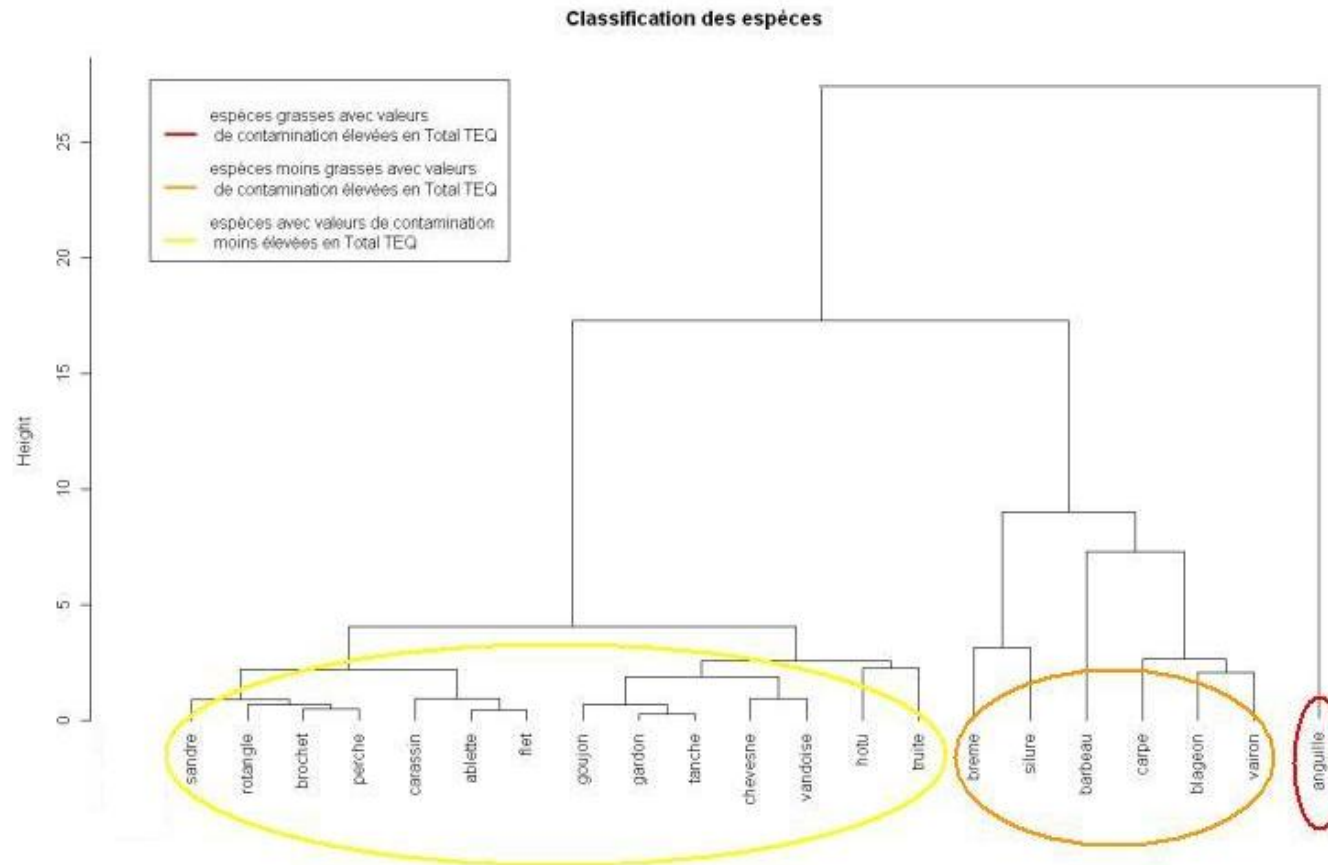 Classification des espèces
espèces grasses avec valeurs
de contamination élevées en Total TEQ
espèces moins grasses avec valeurs
de contamination élevées en Total TEQ
espèces avec valeurs de contamination
moins élevées en Total TEQ
Height
25
20
15
10
5
0
sandre
rotangle
brochet
perche
carassin
ablette
flet
goujon
gardon
tanche
chevesne
vandoise
hotu
truite
breme
silure
barbeau
carpe
blageon
vairon
anguille